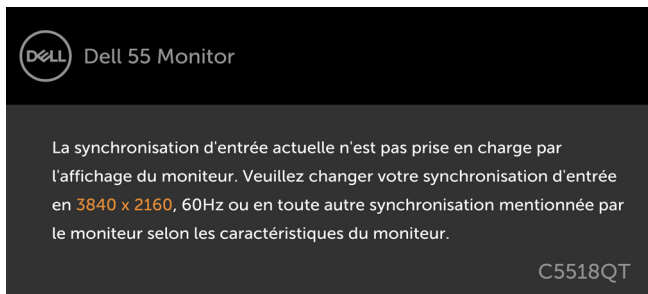 DELL Dell 55 Monitor
La synchronisation d'entrée actuelle n'est pas prise en charge par
l'affichage du moniteur. Veuillez changer votre synchronisation d'entrée
en 3840 x 2160, 60Hz ou en toute autre synchronisation mentionnée par
le moniteur selon les caractéristiques du moniteur.
C5518QT